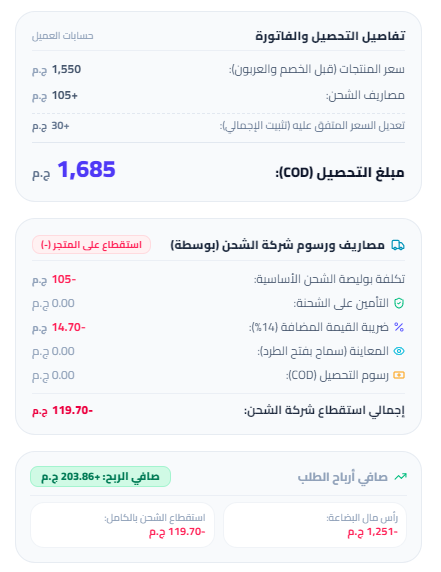 تفاصيل التحصيل والفاتورة
حسابات العميل
سعر المنتجات (قبل الخصم والعربون): 1,550 ج.م
مصاريف الشحن: +105 ج.م
تعديل السعر المتفق عليه (تثبيت الإجمالي): +30 ج.م
مبلغ التحصيل (COD): 1,685 ج.م
مصاريف ورسوم شركة الشحن (بوسطة)
استقطاع على المتجر (-)
تكلفة بوليصة الشحن الأساسية: -105 ج.م
التأمين على الشحنة: 0.00 ج.م
ضريبة القيمة المضافة (14%): -14.70 ج.م
المعاينة (سماح بفتح الطرد): 0.00 ج.م
رسوم التحصيل (COD): 0.00 ج.م
إجمالي استقطاع شركة الشحن: -119.70 ج.م
صافي أرباح الطلب
صافي الربح: +203.86 ج.م
رأس مال البضاعة:
-1,251 ج.م
استقطاع الشحن بالكامل:
-119.70 ج.م